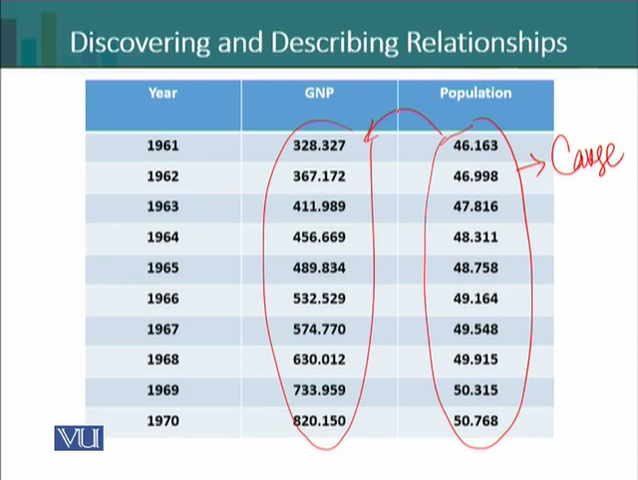 Discovering and Describing Relationships
Year GNP Population
1961 328.327 46.163
1962 367.172 46.998
1963 411.989 47.816
1964 456.669 48.311
1965 489.834 48.758
1966 532.529 49.164
1967 574.770 49.548
1968 630.012 49.915
1969 733.959 50.315
1970 820.150 50.768
Cause
VU